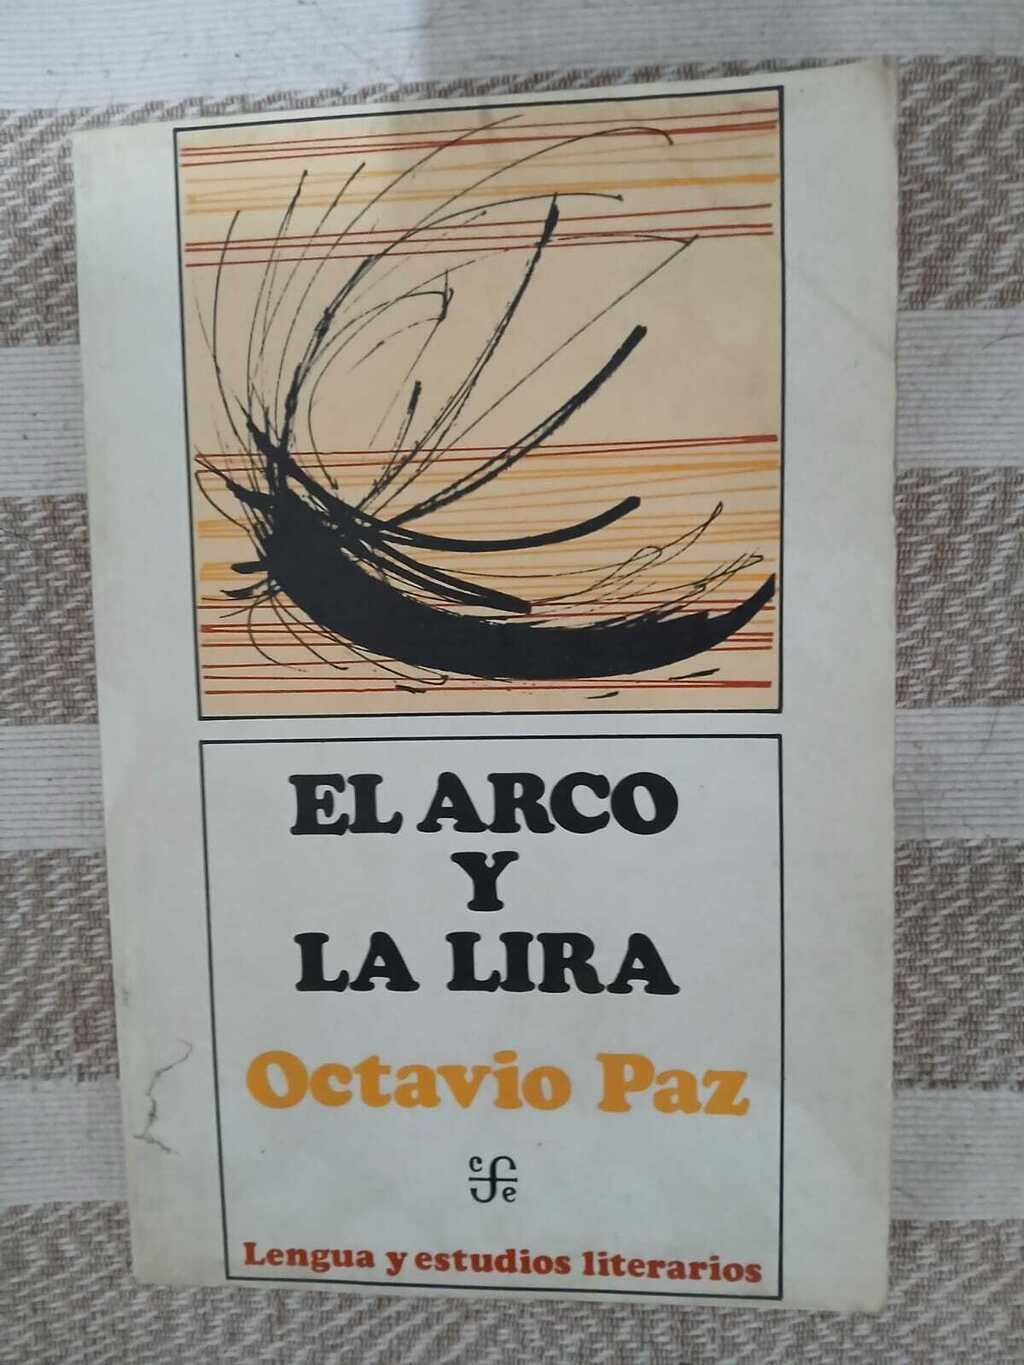 EL ARCO
Y
LA LIRA
Octavio Paz
cfe
Lengua y estudios literarios